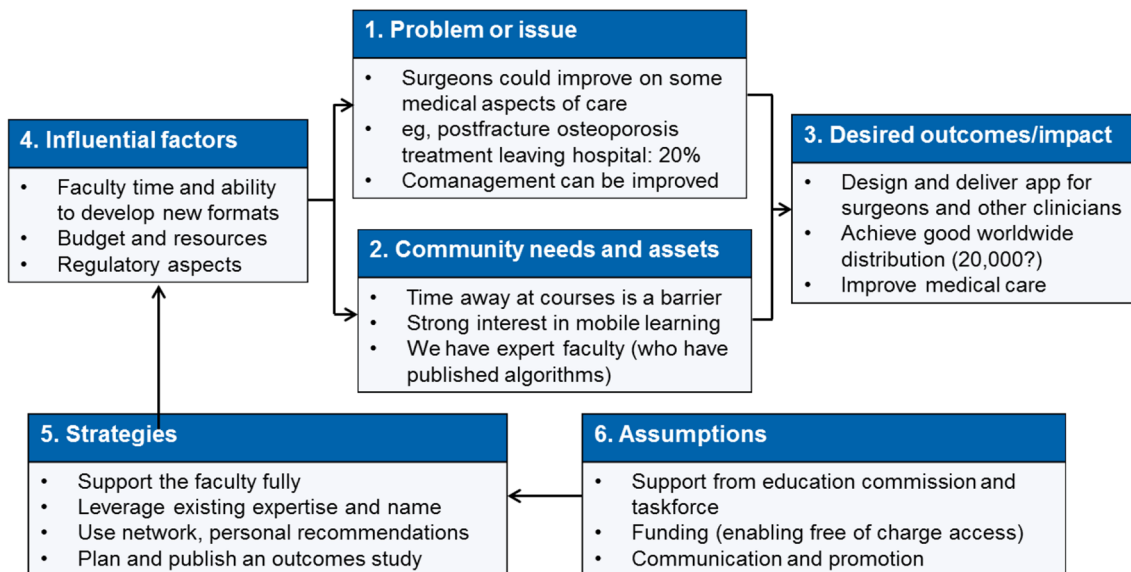 1. Problem or issue
• Surgeons could improve on some
medical aspects of care
• eg, postfracture osteoporosis
treatment leaving hospital: 20%
• Comanagement can be improved
2. Community needs and assets
• Time away at courses is a barrier
• Strong interest in mobile learning
• We have expert faculty (who have
published algorithms)
3. Desired outcomes/impact
• Design and deliver app for
surgeons and other clinicians
• Achieve good worldwide
distribution (20,000?)
• Improve medical care
4. Influential factors
• Faculty time and ability
to develop new formats
• Budget and resources
• Regulatory aspects
5. Strategies
• Support the faculty fully
• Leverage existing expertise and name
• Use network, personal recommendations
• Plan and publish an outcomes study
6. Assumptions
• Support from education commission and
taskforce
• Funding (enabling free of charge access)
• Communication and promotion